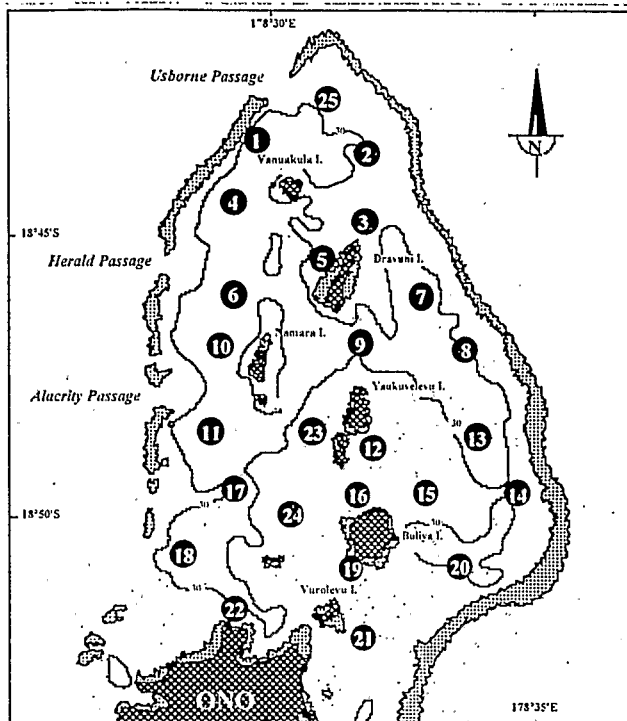 178°30'E
Usborne Passage
25
1
30
2
Vanuakula I.
N
4
3
18°45'S
5
Herald Passage
Dravuni I.
6
7
10
Namara I.
9
8
Alacrity Passage
Yaukuvelevu I.
11
23
30
13
12
17
16
15
14
30
18°50'S
24
30
Buliya I.
18
19
20
30
Vurolevu I.
22
21
ONO
178°35'E